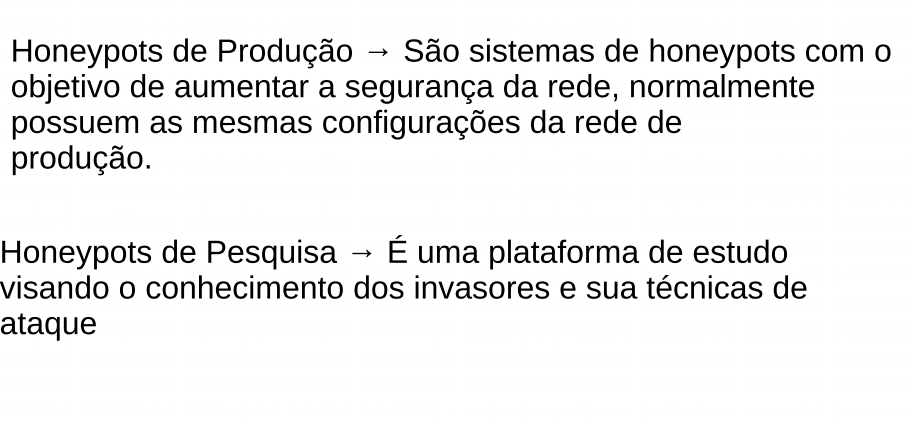 Honeypots de Produção → São sistemas de honeypots com o
objetivo de aumentar a segurança da rede, normalmente
possuem as mesmas configurações da rede de
produção.
Honeypots de Pesquisa → É uma plataforma de estudo
visando o conhecimento dos invasores e sua técnicas de
ataque